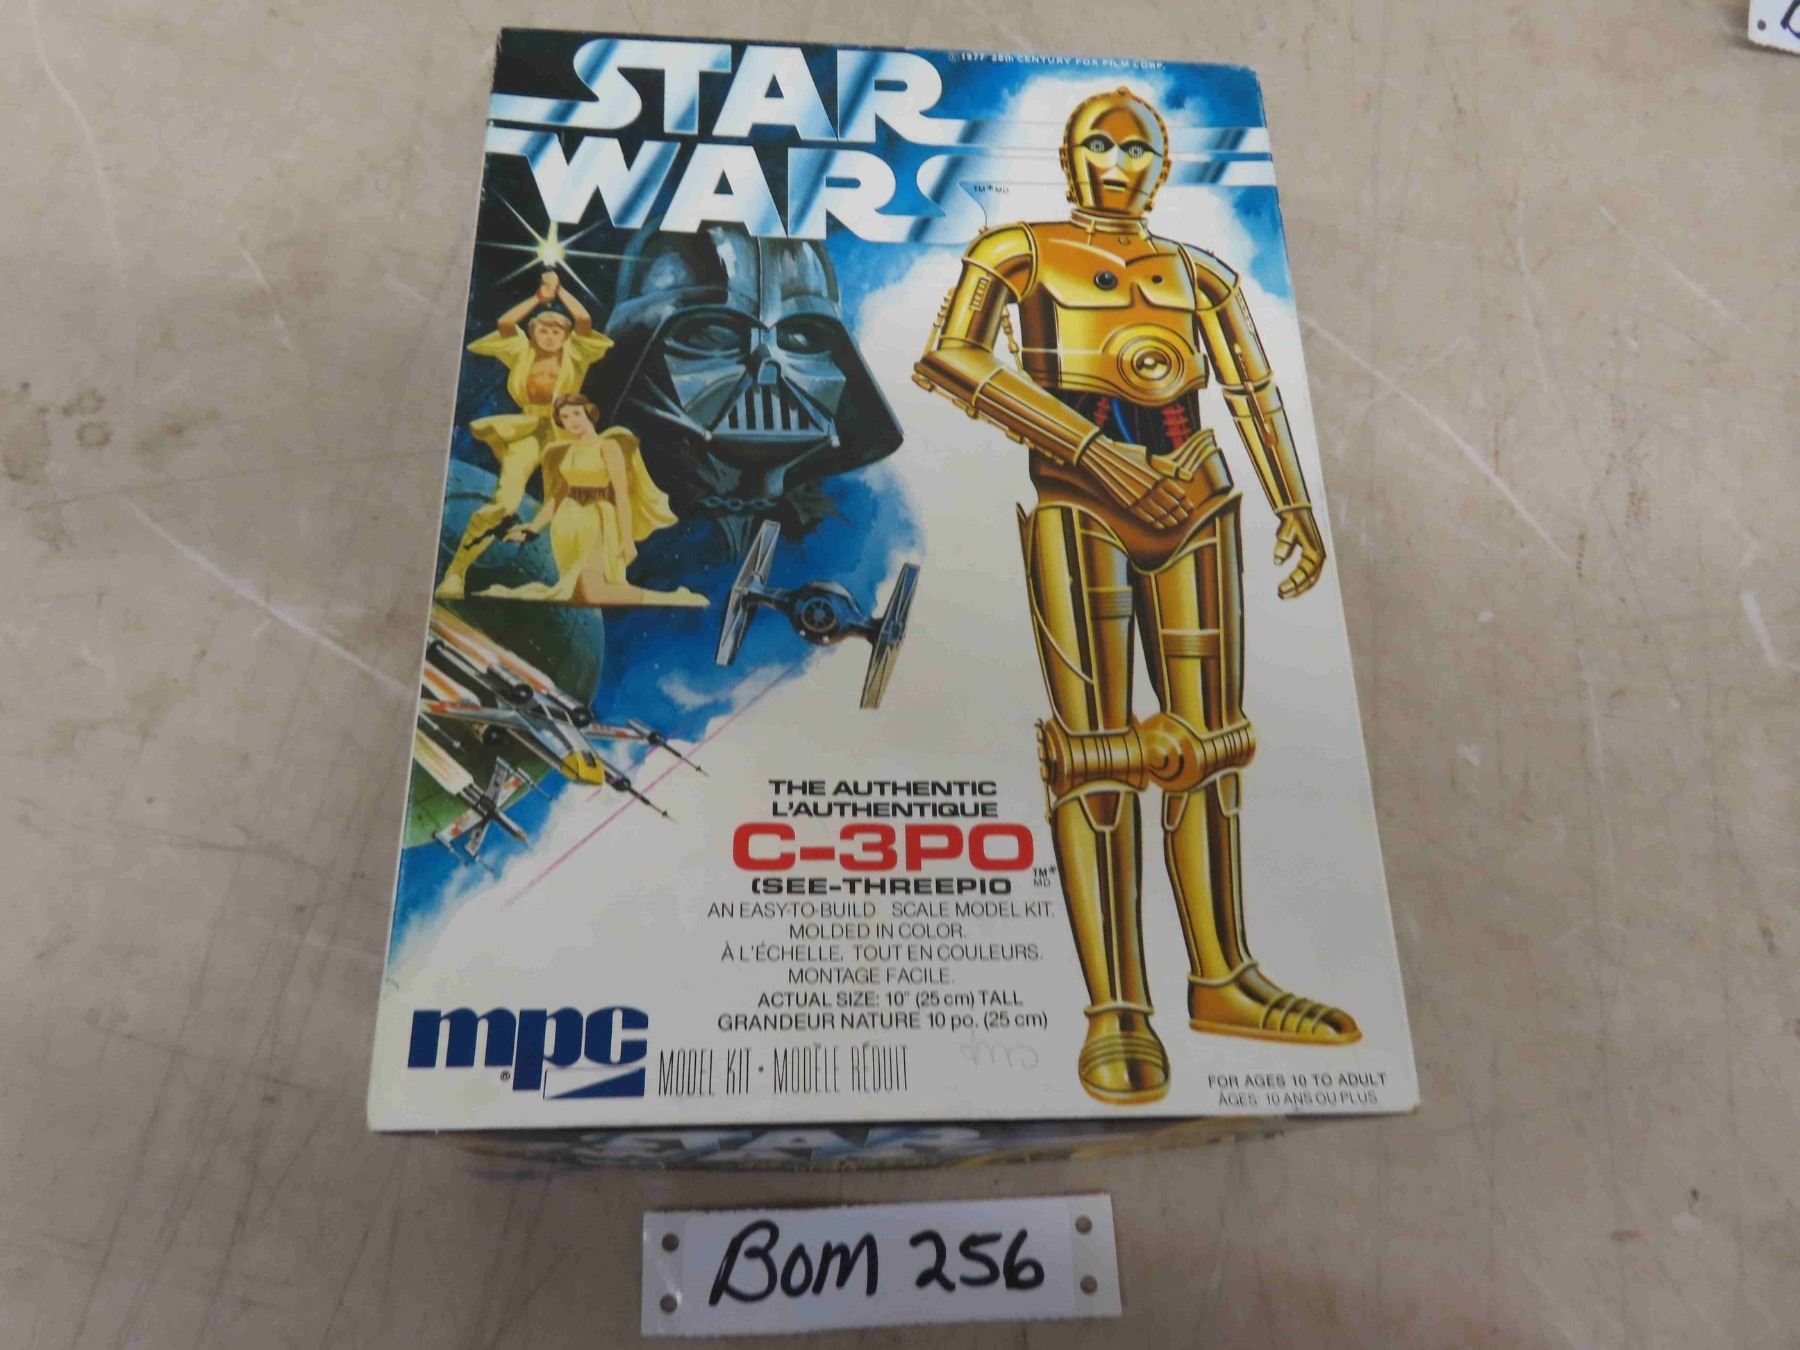 STAR
WARS
TM*MD
©1977 20th CENTURY FOX FILM CORP.
THE AUTHENTIC
L'AUTHENTIQUE
C-3PO
(SEE-THREEPIO
TM*
MD
AN EASY-TO-BUILD SCALE MODEL KIT.
MOLDED IN COLOR.
À L'ÉCHELLE, TOUT EN COULEURS.
MONTAGE FACILE.
ACTUAL SIZE: 10" (25 cm) TALL
GRANDEUR NATURE 10 po. (25 cm)
mpc
®
MODEL KIT • MODÈLE RÉDUIT
FOR AGES 10 TO ADULT
AGES 10 ANS OU PLUS
STAR
BOM 256